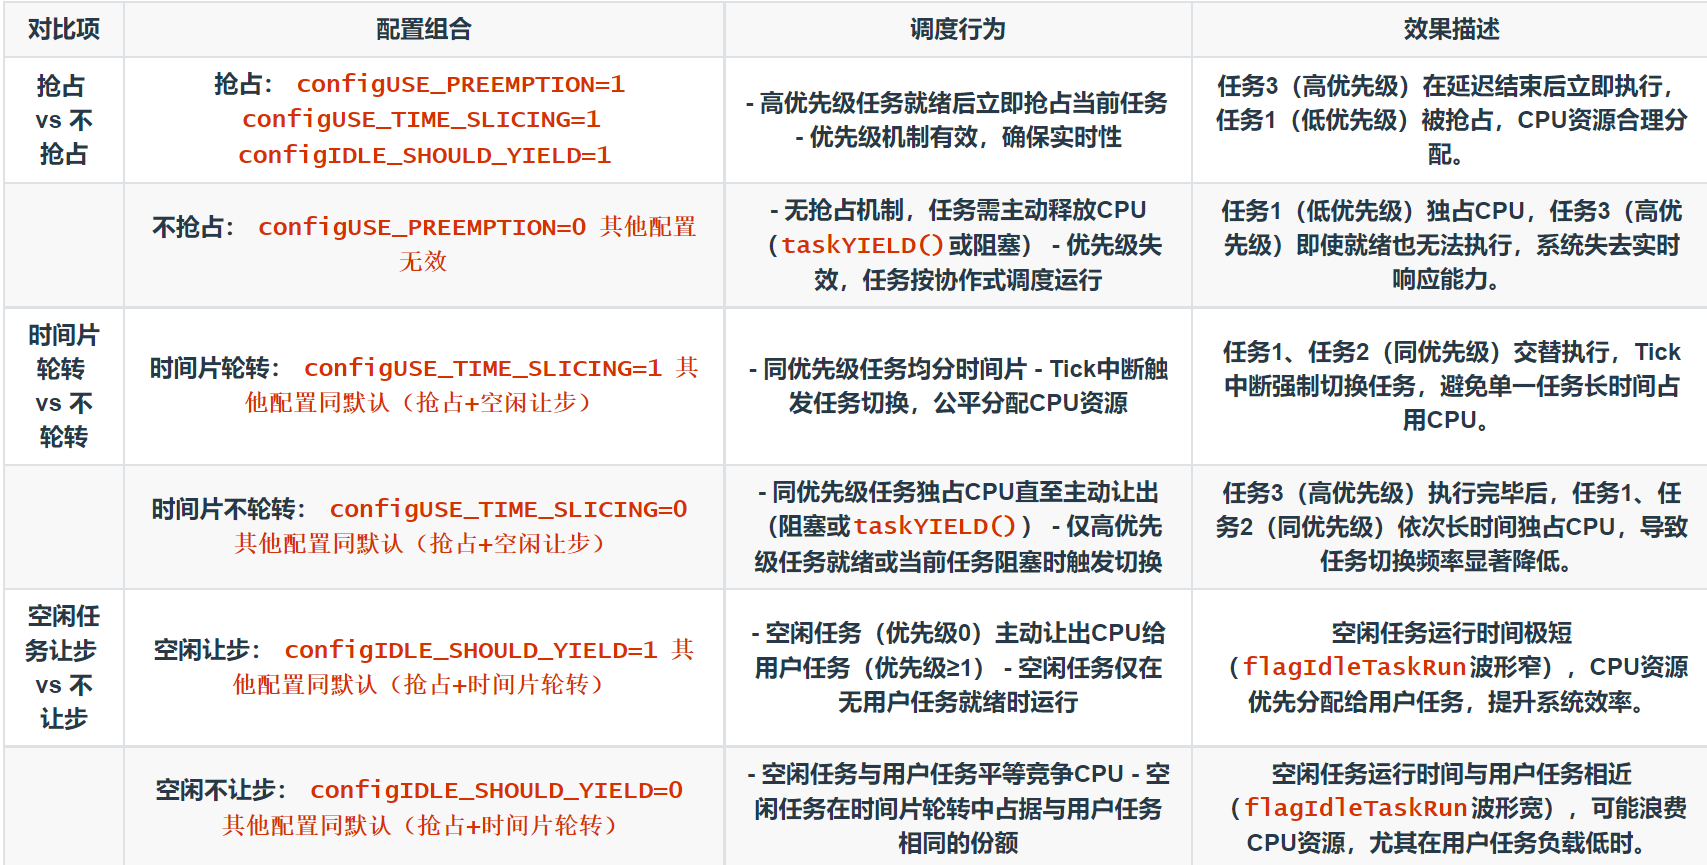 对比项
配置组合
调度行为
效果描述
抢占
vs 不
抢占
抢占： configUSE_PREEMPTION=1
configUSE_TIME_SLICING=1
configIDLE_SHOULD_YIELD=1
- 高优先级任务就绪后立即抢占当前任务
- 优先级机制有效，确保实时性
任务3（高优先级）在延迟结束后立即执行，
任务1（低优先级）被抢占，CPU资源合理分
配。
不抢占： configUSE_PREEMPTION=0 其他配置
无效
- 无抢占机制，任务需主动释放CPU
（taskYIELD()或阻塞） - 优先级失
效，任务按协作式调度运行
任务1（低优先级）独占CPU，任务3（高优
先级）即使就绪也无法执行，系统失去实时
响应能力。
时间片
轮转
vs 不
轮转
时间片轮转： configUSE_TIME_SLICING=1 其
他配置同默认（抢占+空闲让步）
- 同优先级任务均分时间片 - Tick中断触
发任务切换，公平分配CPU资源
任务1、任务2（同优先级）交替执行，Tick
中断强制切换任务，避免单一任务长时间占
用CPU。
时间片不轮转： configUSE_TIME_SLICING=0
其他配置同默认（抢占+空闲让步）
- 同优先级任务独占CPU直至主动让出
（阻塞或taskYIELD()） - 仅高优先
级任务就绪或当前任务阻塞时触发切换
任务3（高优先级）执行完毕后，任务1、任
务2（同优先级）依次长时间独占CPU，导致
任务切换频率显著降低。
空闲任
务让步
vs 不
让步
空闲让步： configIDLE_SHOULD_YIELD=1 其
他配置同默认（抢占+时间片轮转）
- 空闲任务（优先级0）主动让出CPU给
用户任务（优先级≥1） - 空闲任务仅在
无用户任务就绪时运行
空闲任务运行时间极短
（flagIdleTaskRun波形窄），CPU资源
优先分配给用户任务，提升系统效率。
空闲不让步： configIDLE_SHOULD_YIELD=0
其他配置同默认（抢占+时间片轮转）
- 空闲任务与用户任务平等竞争CPU - 空
闲任务在时间片轮转中占据与用户任务
相同的份额
空闲任务运行时间与用户任务相近
（flagIdleTaskRun波形宽），可能浪费
CPU资源，尤其在用户任务负载低时。